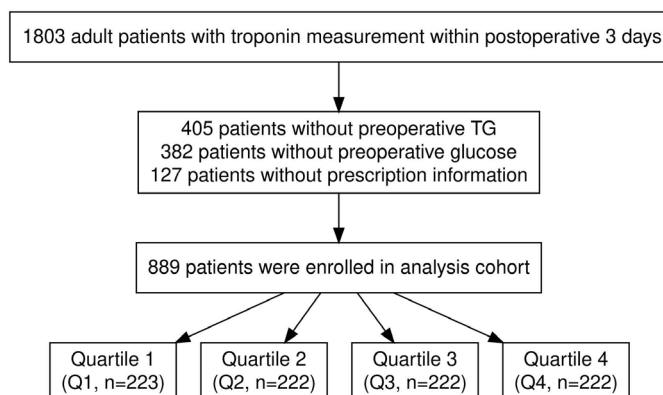 1803 adult patients with troponin measurement within postoperative 3 days
405 patients without preoperative TG
382 patients without preoperative glucose
127 patients without prescription information
889 patients were enrolled in analysis cohort
Quartile 1
(Q1, n=223)
Quartile 2
(Q2, n=222)
Quartile 3
(Q3, n=222)
Quartile 4
(Q4, n=222)